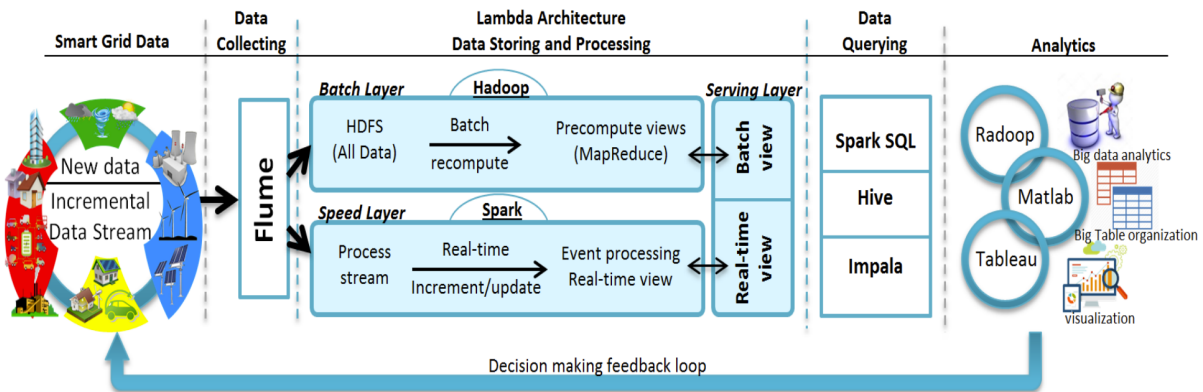 Smart Grid Data
Data
Collecting
Lambda Architecture
Data Storing and Processing
Data
Querying
Analytics
New data
Incremental
Data Stream
Flume
Batch Layer
Hadoop
HDFS
(All Data)
Batch
recompute
Precompute views
(MapReduce)
Speed Layer
Spark
Process
stream
Real-time
Increment/update
Event processing
Real-time view
Serving Layer
Batch
view
Real-time
view
Spark SQL
Hive
Impala
Radoop
Matlab
Tableau
Big data analytics
Big Table organization
visualization
Decision making feedback loop